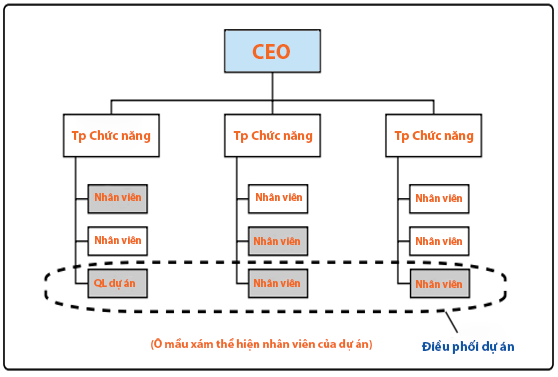 CEO
Tp Chức năng
Tp Chức năng
Tp Chức năng
Nhân viên
Nhân viên
Nhân viên
Nhân viên
Nhân viên
Nhân viên
QL dự án
Nhân viên
Nhân viên
(Ô mầu xám thể hiện nhân viên của dự án)
Điều phối dự án